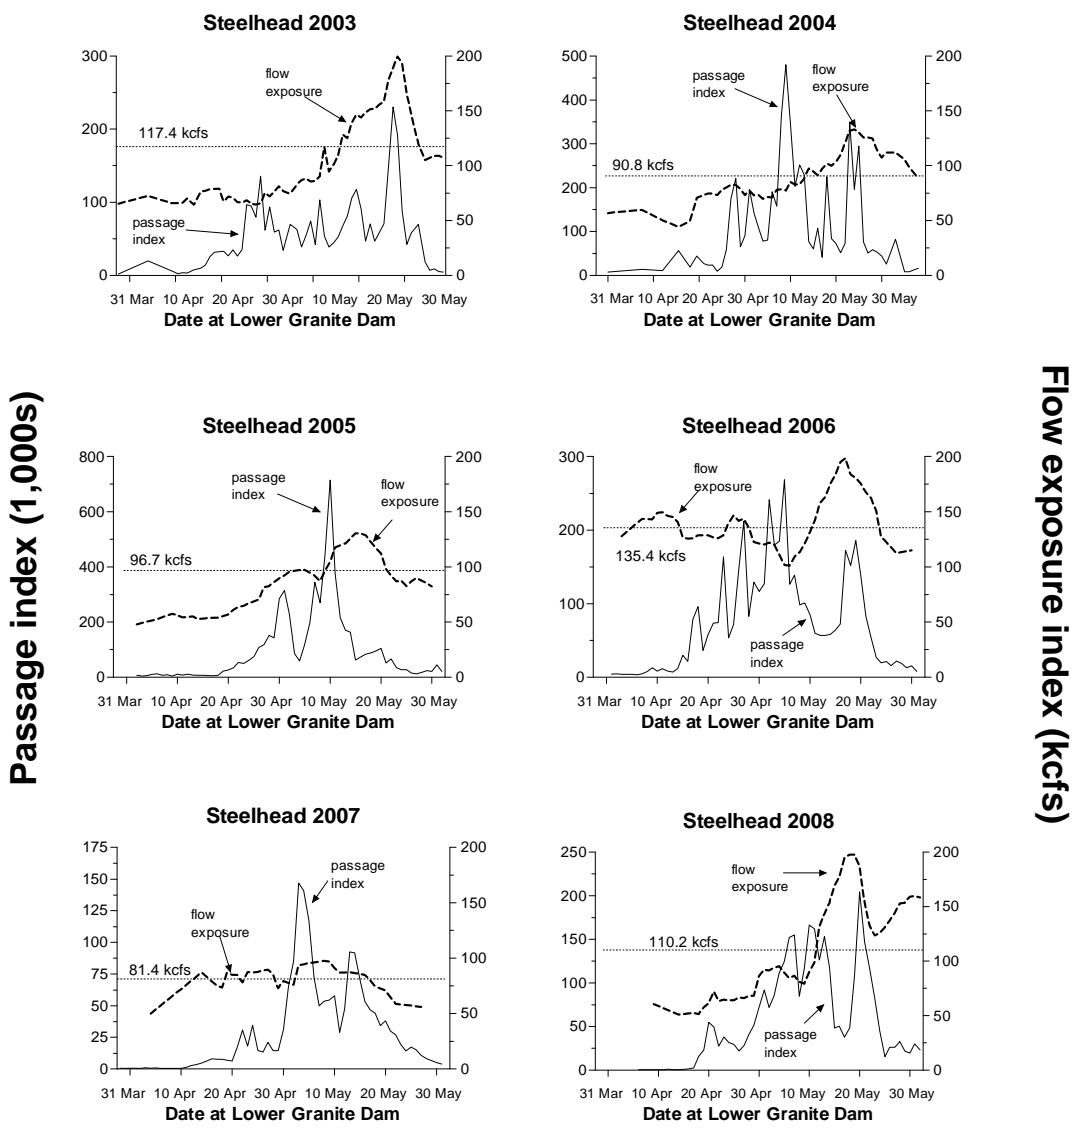 Steelhead 2003
300
200
100
0
200
150
100
50
0
flow
exposure
117.4 kcfs
passage
index
31 Mar 10 Apr 20 Apr 30 Apr 10 May 20 May 30 May
Date at Lower Granite Dam
Steelhead 2004
500
400
300
200
100
0
200
150
100
50
0
passage
index
flow
exposure
90.8 kcfs
31 Mar 10 Apr 20 Apr 30 Apr 10 May 20 May 30 May
Date at Lower Granite Dam
Passage index (1,000s)
Flow exposure index (kcfs)
Steelhead 2005
800
600
400
200
0
200
150
100
50
0
passage
index
flow
exposure
96.7 kcfs
31 Mar 10 Apr 20 Apr 30 Apr 10 May 20 May 30 May
Date at Lower Granite Dam
Steelhead 2006
300
200
100
0
200
150
100
50
0
flow
exposure
135.4 kcfs
passage
index
31 Mar 10 Apr 20 Apr 30 Apr 10 May 20 May 30 May
Date at Lower Granite Dam
Steelhead 2007
175
150
125
100
75
50
25
0
200
150
100
50
0
passage
index
flow
exposure
81.4 kcfs
31 Mar 10 Apr 20 Apr 30 Apr 10 May 20 May 30 May
Date at Lower Granite Dam
Steelhead 2008
250
200
150
100
50
0
200
150
100
50
0
flow
exposure
110.2 kcfs
passage
index
31 Mar 10 Apr 20 Apr 30 Apr 10 May 20 May 30 May
Date at Lower Granite Dam